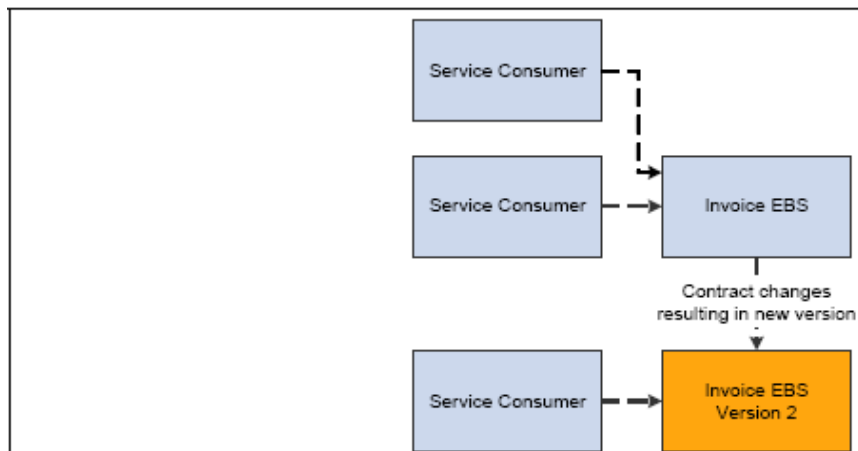 Service Consumer
Service Consumer
Invoice EBS
Contract changes
resulting in new version
Service Consumer
Invoice EBS
Version 2